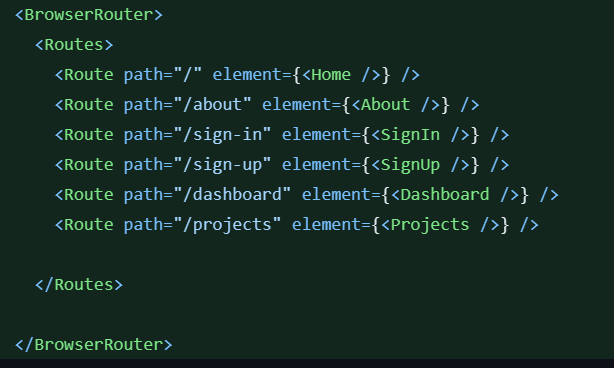 <BrowserRouter>
<Routes>
<Route path="/" element={<Home />} />
<Route path="/about" element={<About />} />
<Route path="/sign-in" element={<SignIn />} />
<Route path="/sign-up" element={<SignUp />} />
<Route path="/dashboard" element={<Dashboard />} />
<Route path="/projects" element={<Projects />} />
</Routes>
</BrowserRouter>